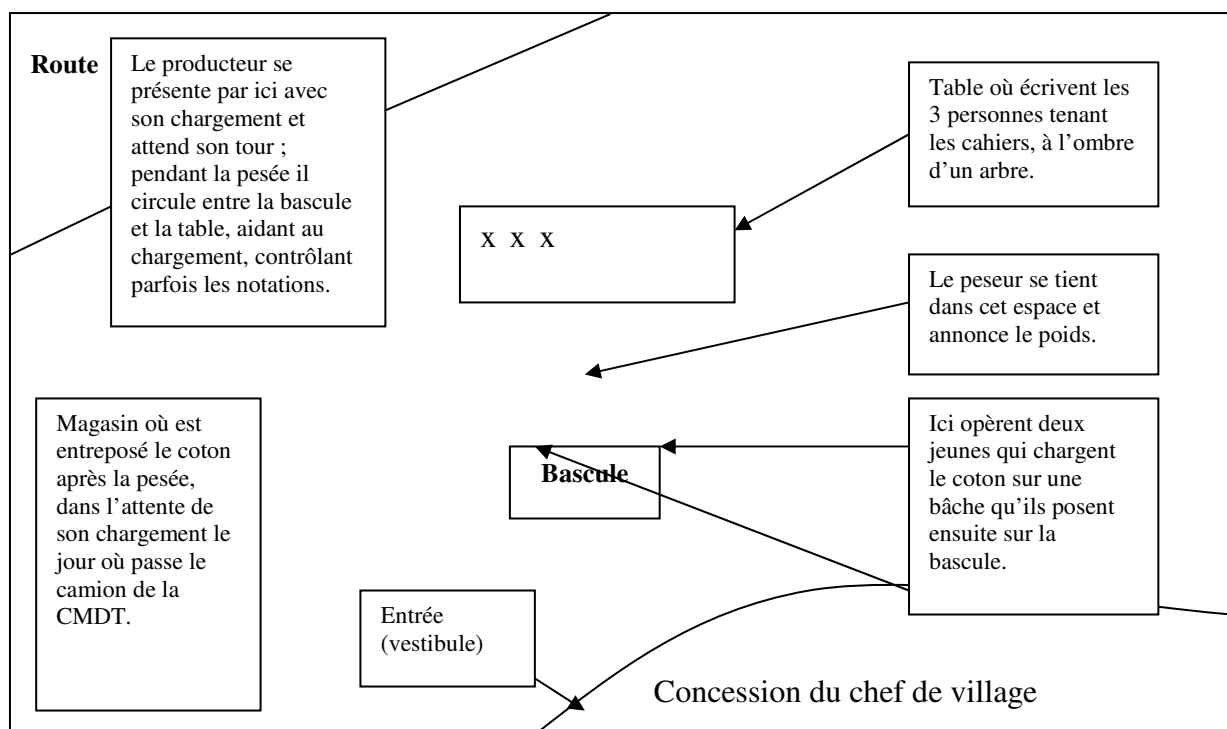 Route
Le producteur se
présente par ici avec
son chargement et
attend son tour ;
pendant la pesée il
circule entre la bascule
et la table, aidant au
chargement, contrôlant
parfois les notations.
Table où écrivent les
3 personnes tenant
les cahiers, à l’ombre
d’un arbre.
x x x
Le peseur se tient
dans cet espace et
annonce le poids.
Magasin où est
entreposé le coton
après la pesée,
dans l’attente de
son chargement le
jour où passe le
camion de la
CMDT.
Bascule
Ici opèrent deux
jeunes qui chargent
le coton sur une
bâche qu’ils posent
ensuite sur la
bascule.
Entrée
(vestibule)
Concession du chef de village